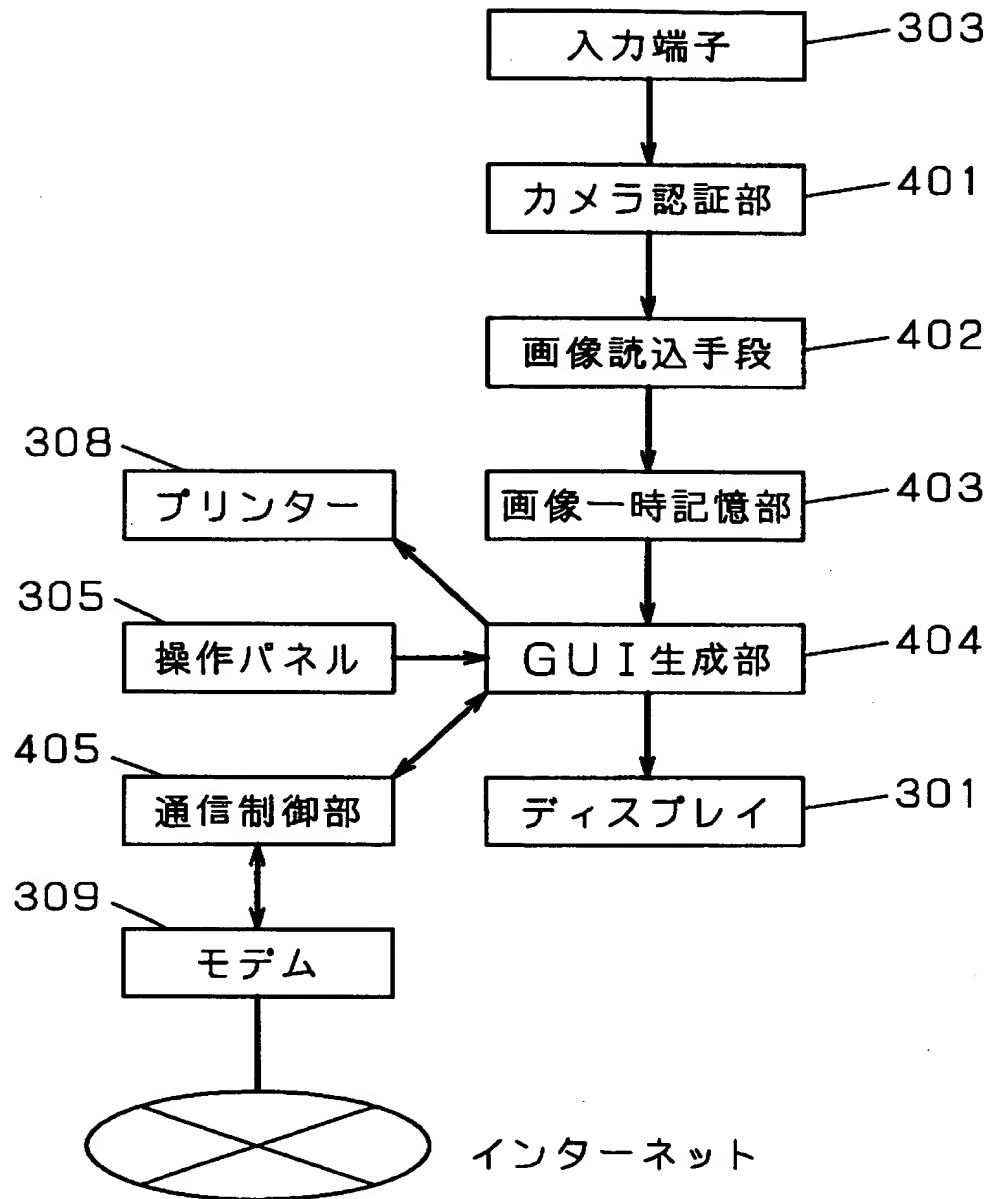 入力端子
303
カメラ認証部
401
画像読込手段
402
308
プリンター
画像一時記憶部
403
305
操作パネル
GUI生成部
404
405
通信制御部
ディスプレイ
301
309
モデム
インターネット